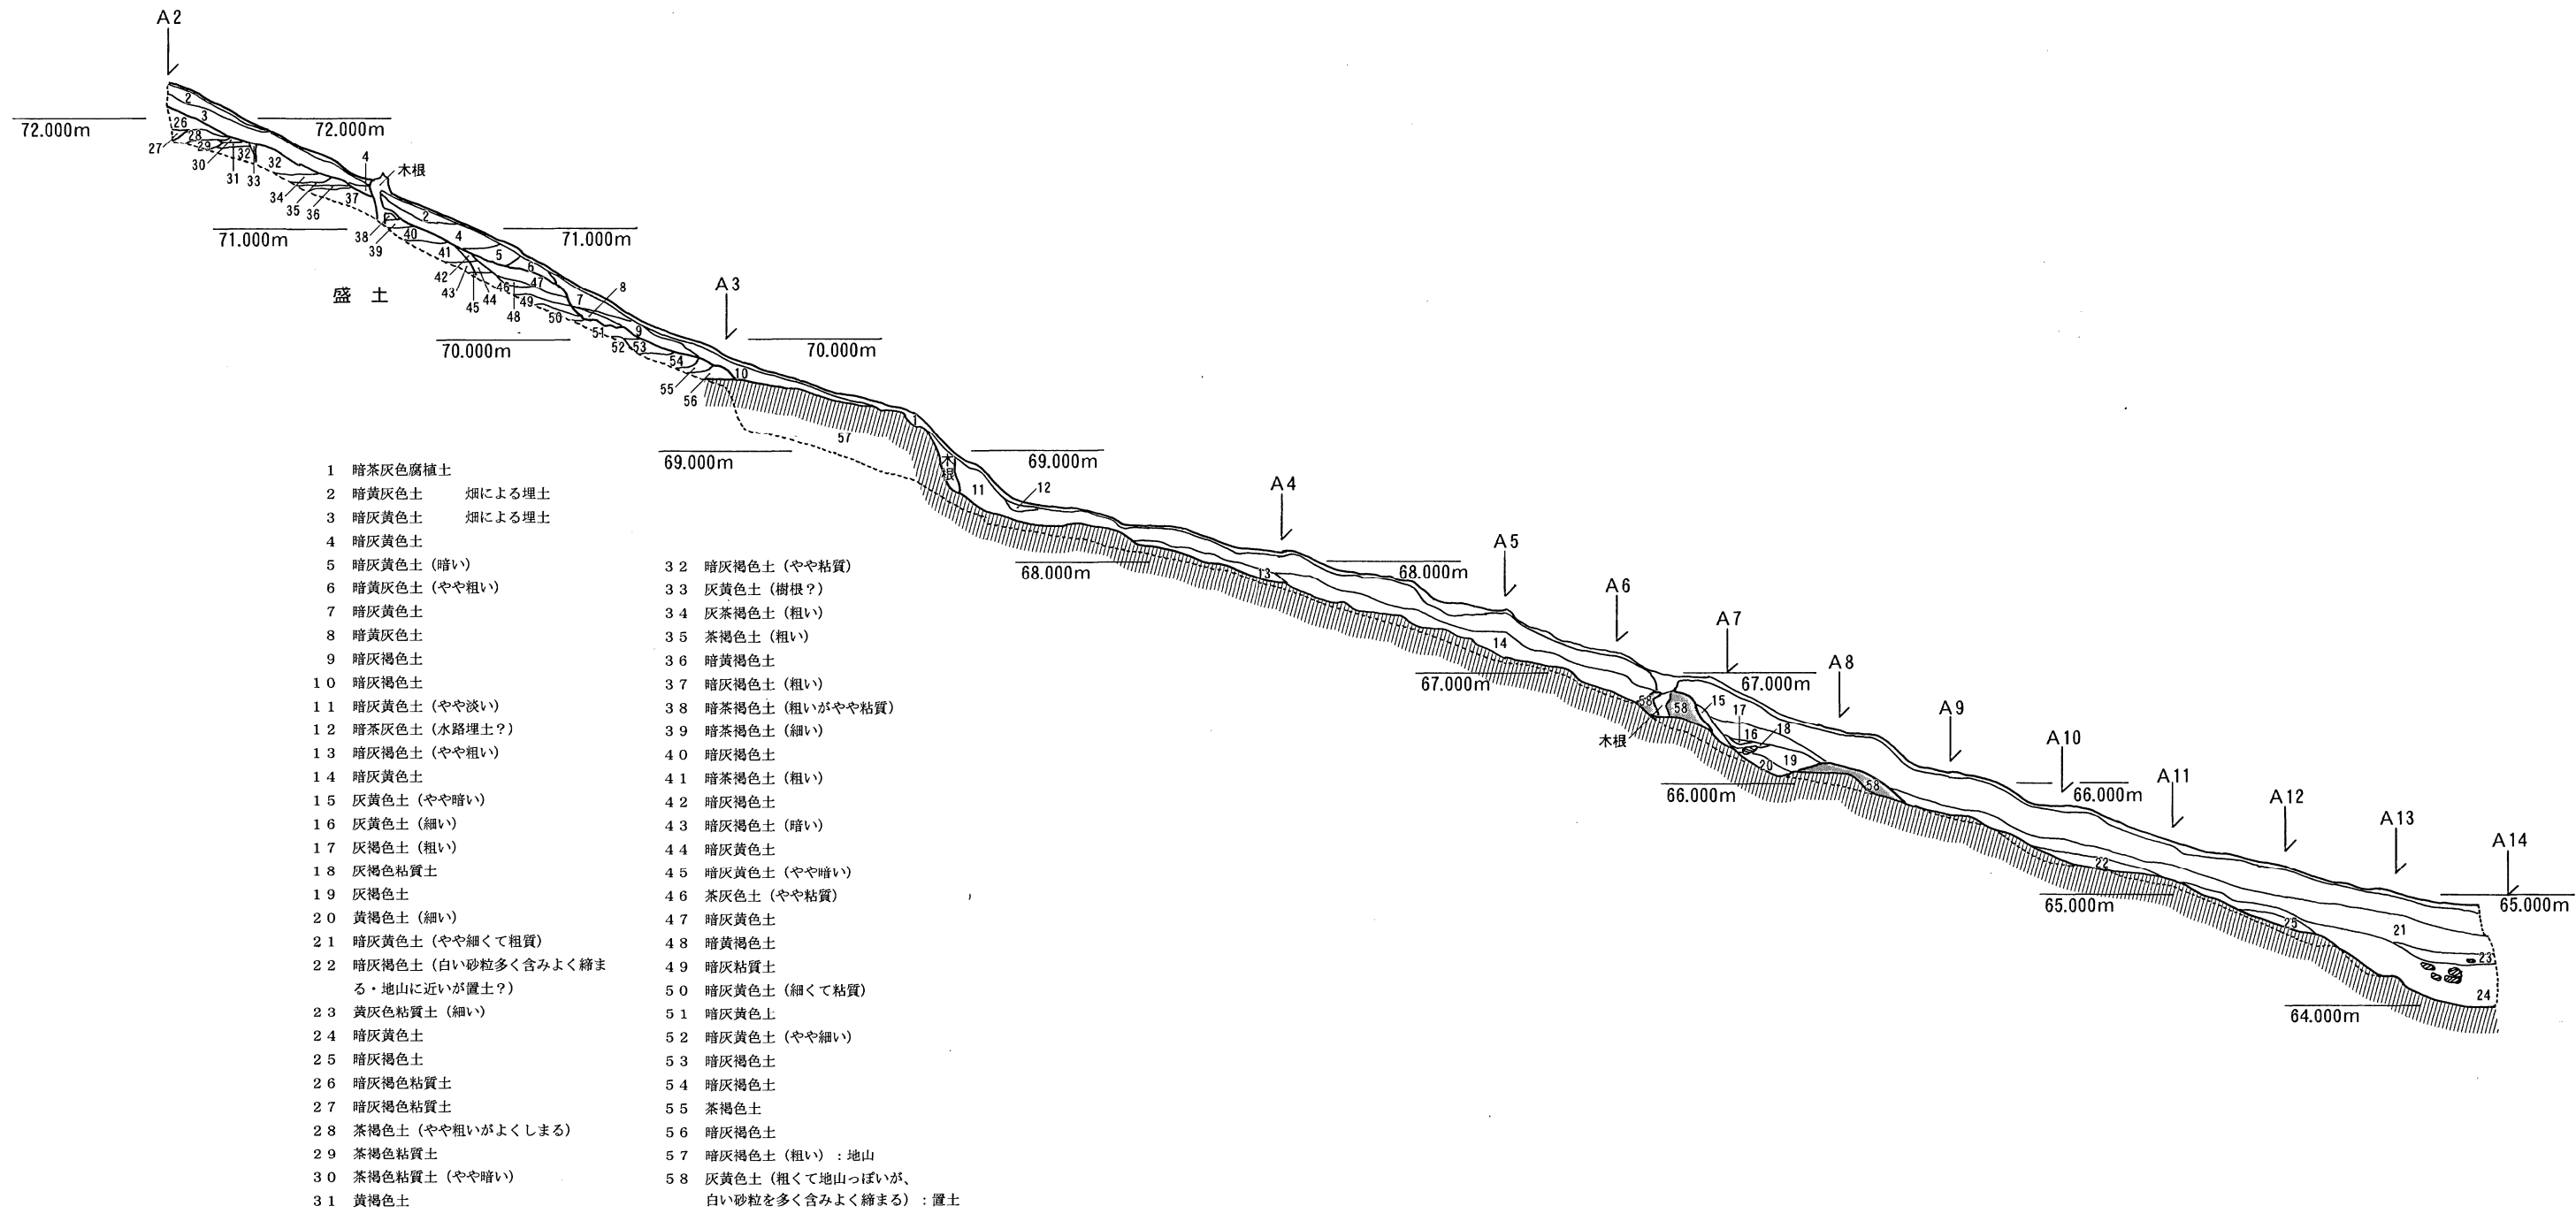 A2
72.000m
72.000m
2
3
26
28
27
29
30
31
32
33
32
4
木根
34
35
36
37
2
71.000m
71.000m
38
39
40
4
41
5
6
42
43
45
44
46
47
48
49
7
8
50
盛 土
A3
9
51
52
53
70.000m
70.000m
54
55
56
10
57
1
69.000m
69.000m
木根
11
12
A4
68.000m
68.000m
13
A5
14
A6
A7
67.000m
67.000m
58
58
木根
15
17
16
18
A8
19
20
58
66.000m
66.000m
A9
A10
A11
A12
A13
A14
22
65.000m
65.000m
25
21
23
24
64.000m
1 暗茶灰色腐植土
2 暗黄灰色土 畑による埋土
3 暗灰黄色土 畑による埋土
4 暗灰黄色土
5 暗灰黄色土（暗い）
6 暗黄灰色土（やや粗い）
7 暗灰黄色土
8 暗黄灰色土
9 暗灰褐色土
10 暗灰褐色土
11 暗灰黄色土（やや淡い）
12 暗茶灰色土（水路埋土？）
13 暗灰褐色土（やや粗い）
14 暗灰黄色土
15 灰黄色土（やや暗い）
16 灰黄色土（細い）
17 灰褐色土（粗い）
18 灰褐色粘質土
19 灰褐色土
20 黄褐色土（細い）
21 暗灰黄色土（やや細くて粗質）
22 暗灰褐色土（白い砂粒多く含みよく締ま
る・地山に近いが置土？）
23 黄灰色粘質土（細い）
24 暗灰黄色土
25 暗灰褐色土
26 暗灰褐色粘質土
27 暗灰褐色粘質土
28 茶褐色土（やや粗いがよくしまる）
29 茶褐色粘質土
30 茶褐色粘質土（やや暗い）
31 黄褐色土
32 暗灰褐色土（やや粘質）
33 灰黄色土（樹根？）
34 灰茶褐色土（粗い）
35 茶褐色土（粗い）
36 暗黄褐色土
37 暗灰褐色土（粗い）
38 暗茶褐色土（粗いがやや粘質）
39 暗茶褐色土（細い）
40 暗灰褐色土
41 暗茶褐色土（粗い）
42 暗灰褐色土
43 暗灰褐色土（暗い）
44 暗灰黄色土
45 暗灰黄色土（やや暗い）
46 茶灰色土（やや粘質）
47 暗灰黄色土
48 暗黄褐色土
49 暗灰粘質土
50 暗灰黄色土（細くて粘質）
51 暗灰黄色土
52 暗灰黄色土（やや細い）
53 暗灰褐色土
54 暗灰褐色土
55 茶褐色土
56 暗灰褐色土
57 暗灰褐色土（粗い）：地山
58 灰黄色土（粗くて地山っぽいが、
白い砂粒を多く含みよく締まる）：置土